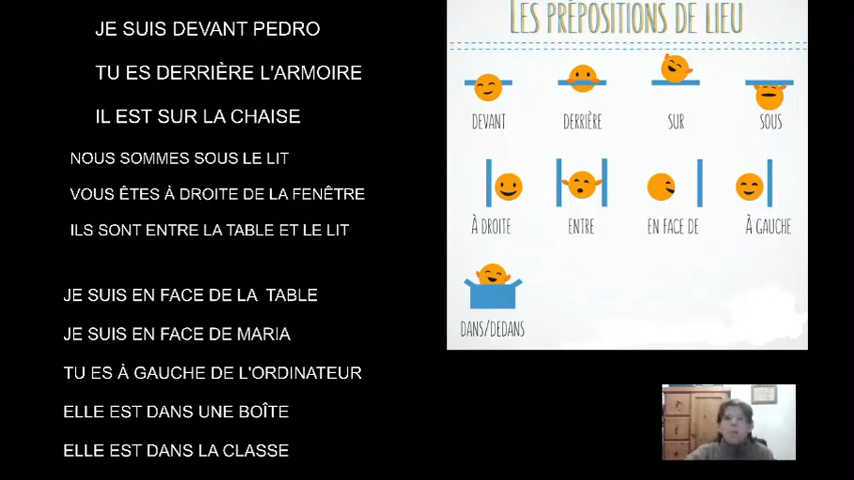 JE SUIS DEVANT PEDRO
TU ES DERRIÈRE L'ARMOIRE
IL EST SUR LA CHAISE
NOUS SOMMES SOUS LE LIT
VOUS ÊTES À DROITE DE LA FENÊTRE
ILS SONT ENTRE LA TABLE ET LE LIT
JE SUIS EN FACE DE LA TABLE
JE SUIS EN FACE DE MARIA
TU ES À GAUCHE DE L'ORDINATEUR
ELLE EST DANS UNE BOÎTE
ELLE EST DANS LA CLASSE
LES PRÉPOSITIONS DE LIEU
DEVANT DERRIÈRE SUR SOUS
À DROITE ENTRE EN FACE DE À GAUCHE
DANS/DEDANS